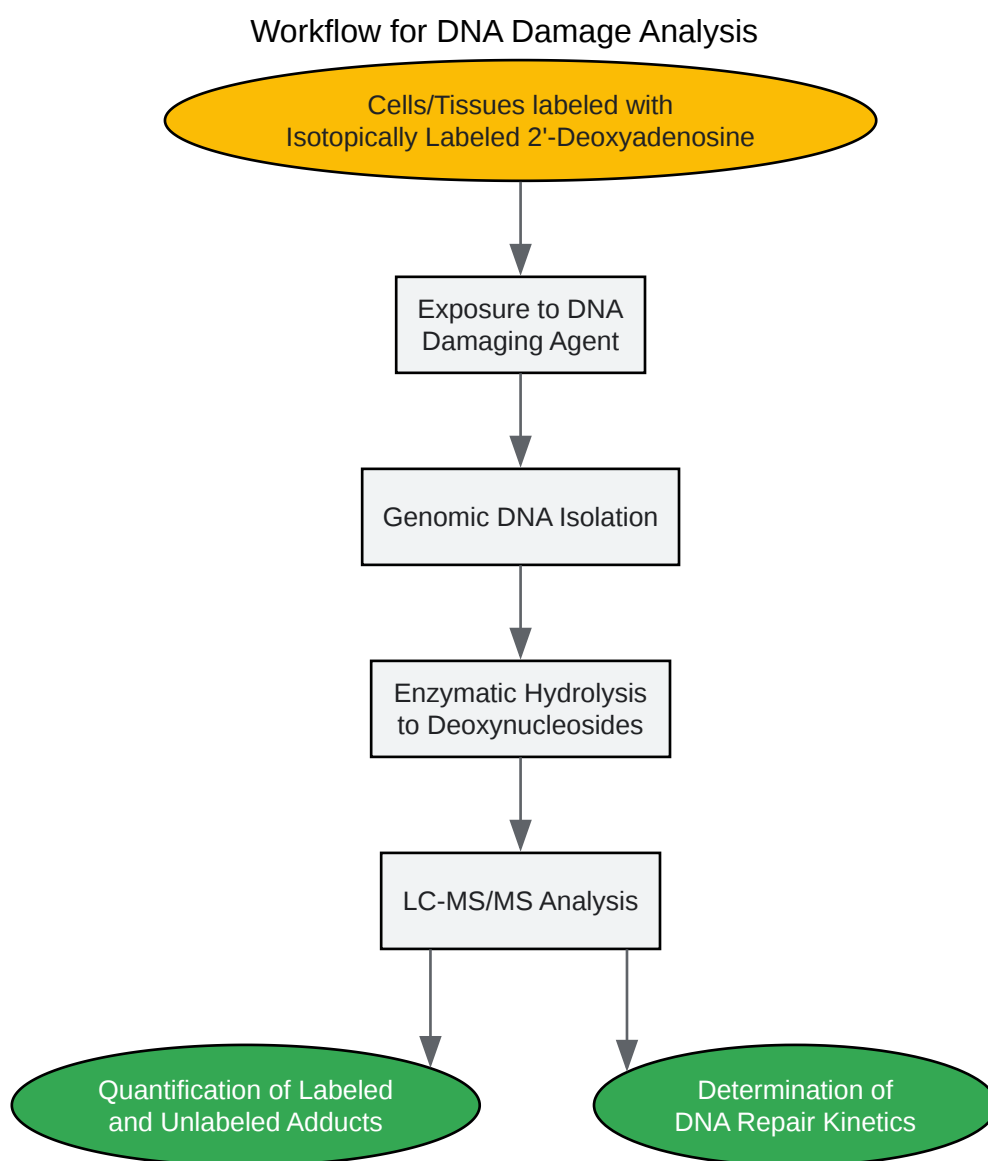 Workflow for DNA Damage Analysis
Cells/Tissues labeled with
Isotopically Labeled 2'-Deoxyadenosine
Exposure to DNA
Damaging Agent
Genomic DNA Isolation
Enzymatic Hydrolysis
to Deoxynucleosides
LC-MS/MS Analysis
Quantification of Labeled
and Unlabeled Adducts
Determination of
DNA Repair Kinetics